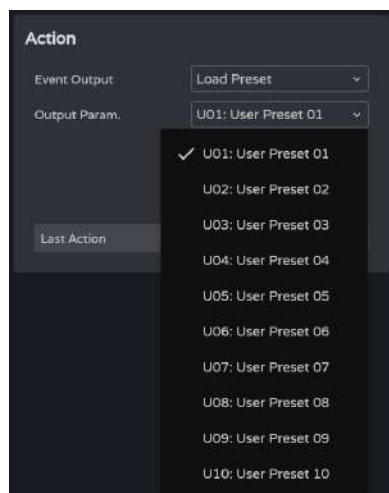 Action
Event Output Load Preset
Output Param. U01: User Preset 01
U01: User Preset 01
U02: User Preset 02
U03: User Preset 03
Last Action
U04: User Preset 04
U05: User Preset 05
U06: User Preset 06
U07: User Preset 07
U08: User Preset 08
U09: User Preset 09
U10: User Preset 10